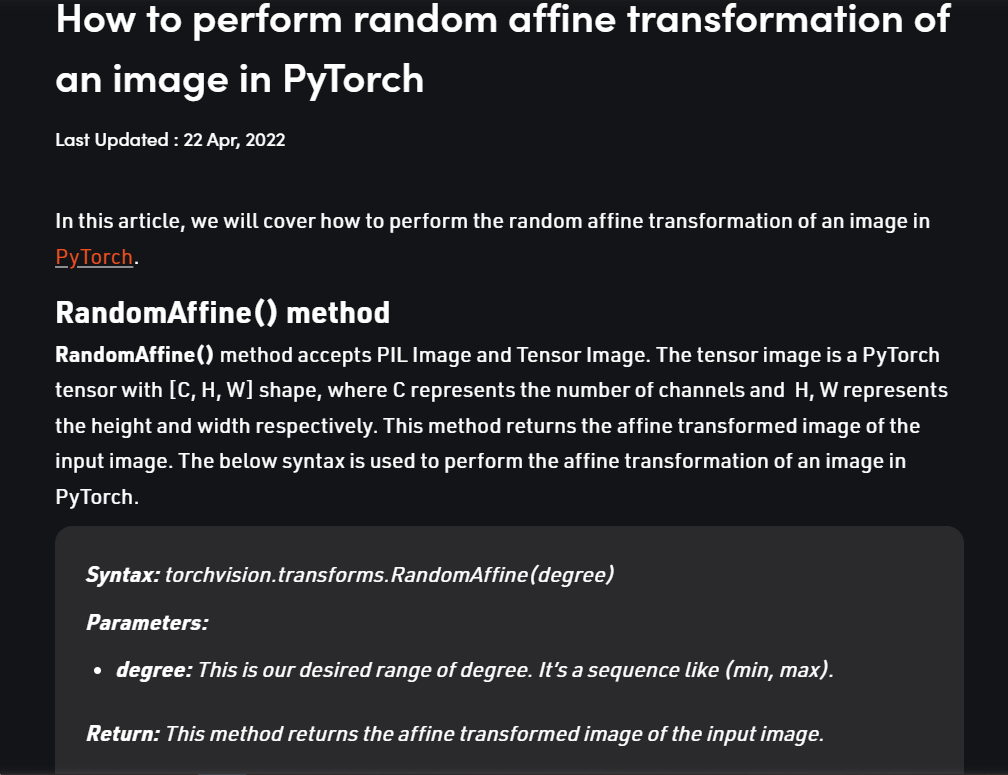 How to perform random affine transformation of
an image in PyTorch
Last Updated : 22 Apr, 2022
In this article, we will cover how to perform the random affine transformation of an image in
PyTorch.
RandomAffine() method
RandomAffine() method accepts PIL Image and Tensor Image. The tensor image is a PyTorch
tensor with [C, H, W] shape, where C represents the number of channels and  H, W represents
the height and width respectively. This method returns the affine transformed image of the
input image. The below syntax is used to perform the affine transformation of an image in
PyTorch.
Syntax: torchvision.transforms.RandomAffine(degree)
Parameters:
• degree: This is our desired range of degree. It’s a sequence like (min, max).
Return: This method returns the affine transformed image of the input image.